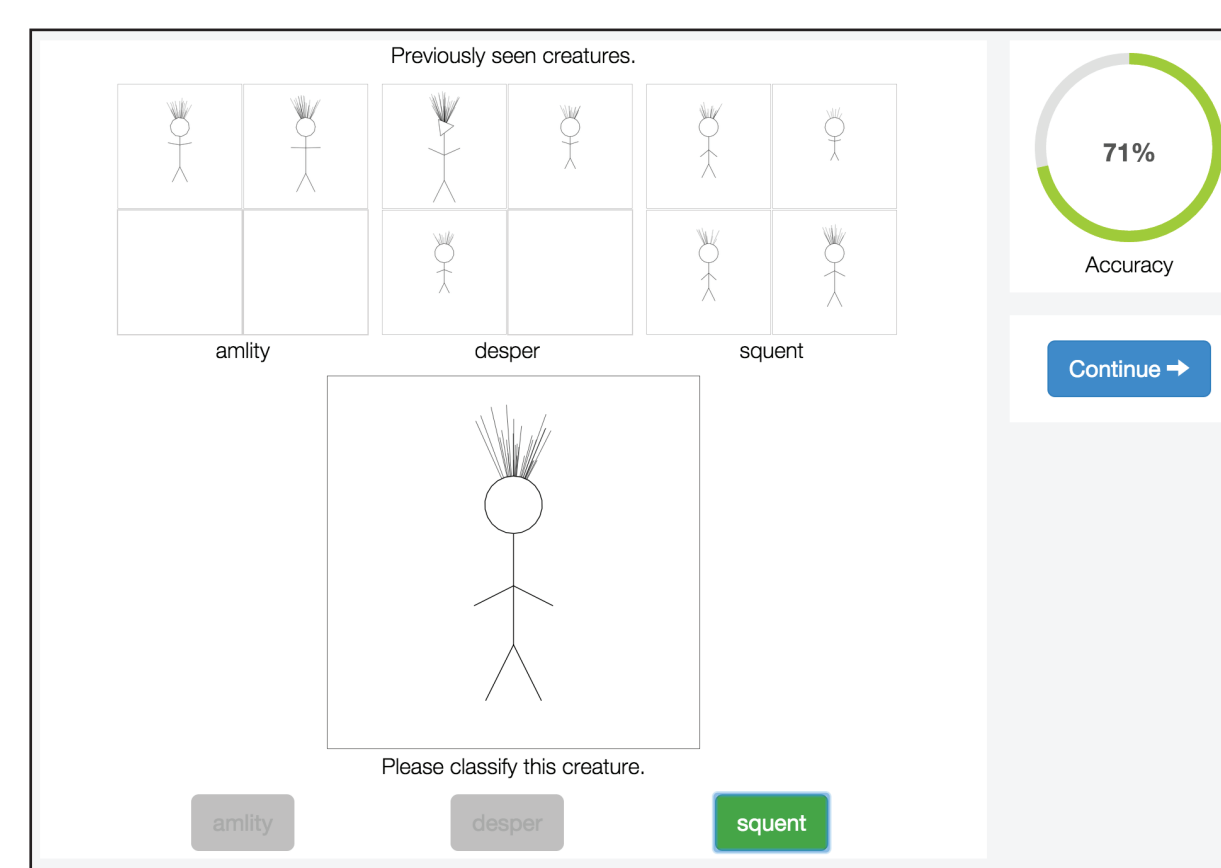 Previously seen creatures.
71%
Accuracy
amlity
desper
squent
Continue
Please classify this creature.
amlity
desper
squent